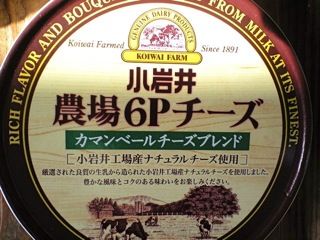 RICH FLAVOR AND BOUQUET FROM MILK AT ITS FINEST.
GENUINE DAIRY PRODUCTS
Koiwai Farmed
Since 1891
KOIWAI FARM
小岩井
農場6Pチーズ
カマンベールチーズブレンド
[小岩井工場産ナチュラルチーズ使用]
厳選された良質の生乳から造られた小岩井工場産ナチュラルチーズを使用しました。
豊かな風味とコクのある味わいをお楽しみください。